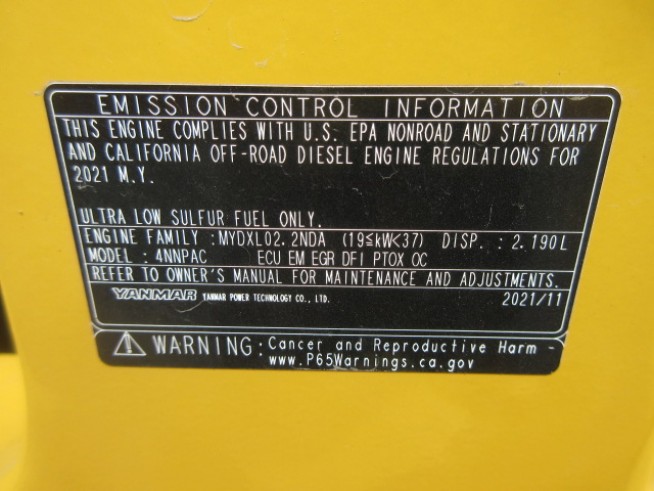 EMISSION CONTROL INFORMATION
THIS ENGINE COMPLIES WITH U.S. EPA NONROAD AND STATIONARY
AND CALIFORNIA OFF-ROAD DIESEL ENGINE REGULATIONS FOR
2021 M.Y.
ULTRA LOW SULFUR FUEL ONLY.
ENGINE FAMILY :MYDXL02.2NDA (19≦kW<37) DISP. : 2.190L
MODEL : 4NNPAC ECU EM EGR DFI PTOX OC
REFER TO OWNER'S MANUAL FOR MAINTENANCE AND ADJUSTMENTS.
YANMAR YANMAR POWER TECHNOLOGY CO., LTD. 2021/11
WARNING: Cancer and Reproductive Harm -
www.P65Warnings.ca.gov